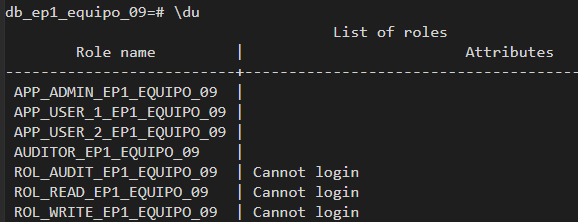 db_ep1_equipo_09=# \du
List of roles
Role name | Attributes
---------------------------+-------------------------------------
APP_ADMIN_EP1_EQUIPO_09 |
APP_USER_1_EP1_EQUIPO_09 |
APP_USER_2_EP1_EQUIPO_09 |
AUDITOR_EP1_EQUIPO_09 |
ROL_AUDIT_EP1_EQUIPO_09 | Cannot login
ROL_READ_EP1_EQUIPO_09 | Cannot login
ROL_WRITE_EP1_EQUIPO_09 | Cannot login